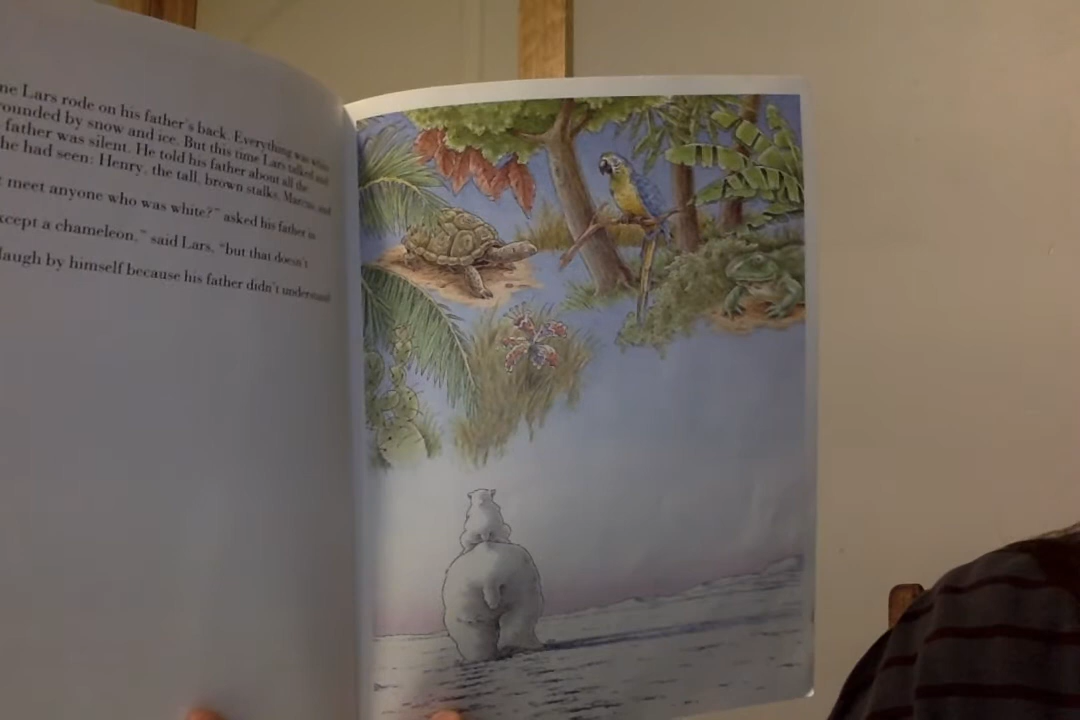 ne Lars rode on his father's back. Everything was white
rounded by snow and ice. But this time Lars talked and
father was silent. He told his father about all the
he had seen: Henry, the tall, brown stalks, Marcus, and
t meet anyone who was white?" asked his father in
xcept a chameleon," said Lars, "but that doesn't
laugh by himself because his father didn't understand